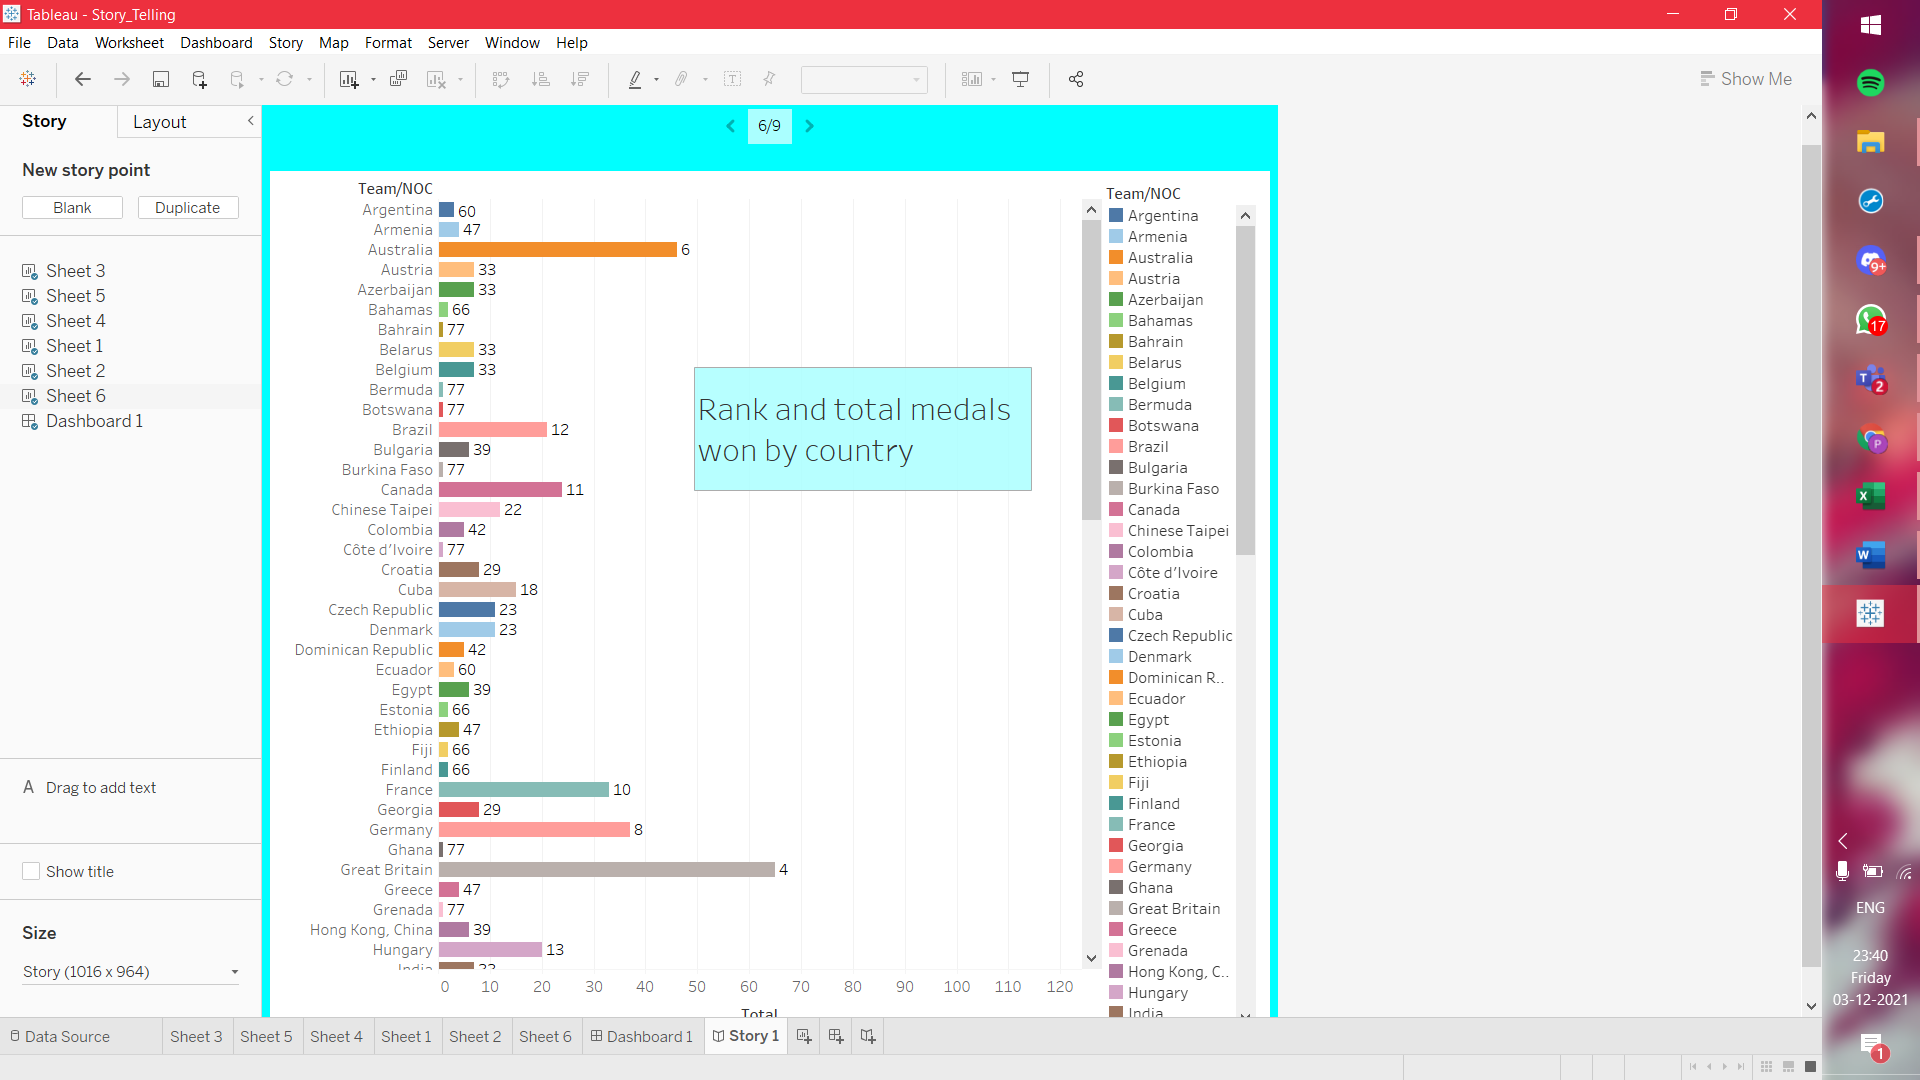 Tableau - Story_Telling
File Data Worksheet Dashboard Story Map Format Server Window Help
Show Me
Story Layout
New story point
Blank Duplicate
Sheet 3
Sheet 5
Sheet 4
Sheet 1
Sheet 2
Sheet 6
Dashboard 1
A Drag to add text
Show title
Size
Story (1016 x 964)
6/9
Team/NOC
Argentina 60
Armenia 47
Australia 6
Austria 33
Azerbaijan 33
Bahamas 66
Bahrain 77
Belarus 33
Belgium 33
Bermuda 77
Botswana 77
Brazil 12
Bulgaria 39
Burkina Faso 77
Canada 11
Chinese Taipei 22
Colombia 42
Côte d'Ivoire 77
Croatia 29
Cuba 18
Czech Republic 23
Denmark 23
Dominican Republic 42
Ecuador 60
Egypt 39
Estonia 66
Ethiopia 47
Fiji 66
Finland 66
France 10
Georgia 29
Germany 8
Ghana 77
Great Britain 4
Greece 47
Grenada 77
Hong Kong, China 39
Hungary 13
India 33
0 10 20 30 40 50 60 70 80 90 100 110 120
Total
Rank and total medals
won by country
Team/NOC
Argentina
Armenia
Australia
Austria
Azerbaijan
Bahamas
Bahrain
Belarus
Belgium
Bermuda
Botswana
Brazil
Bulgaria
Burkina Faso
Canada
Chinese Taipei
Colombia
Côte d'Ivoire
Croatia
Cuba
Czech Republic
Denmark
Dominican R..
Ecuador
Egypt
Estonia
Ethiopia
Fiji
Finland
France
Georgia
Germany
Ghana
Great Britain
Greece
Grenada
Hong Kong, C..
Hungary
India
Data Source Sheet 3 Sheet 5 Sheet 4 Sheet 1 Sheet 2 Sheet 6 Dashboard 1 Story 1
9+
17
2
P
ENG
23:40
Friday
03-12-2021
1